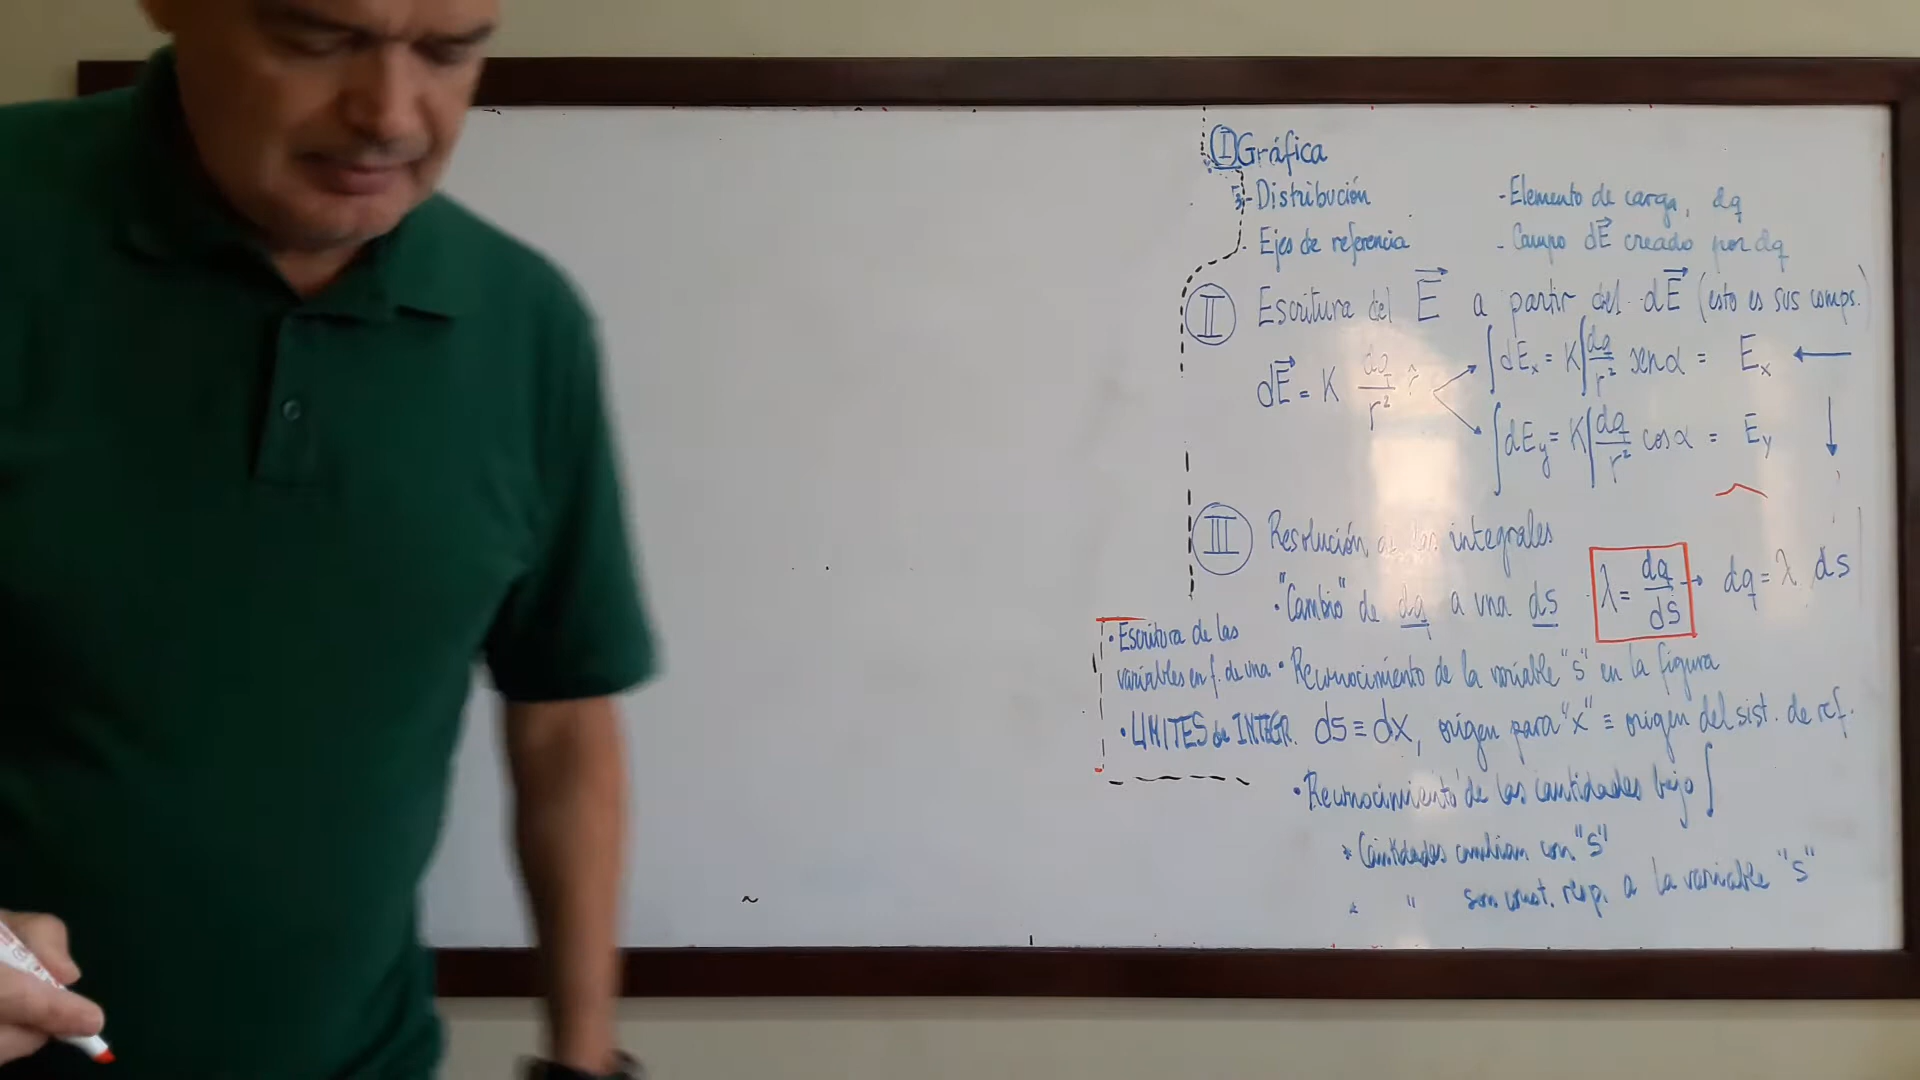 I Gráfica
- Distribución
- Ejes de referencia
- Elemento de carga, dq
- Campo dE⃗ creado por dq
II Escritura del E⃗ a partir del dE⃗ (esto es sus comps.)
dE⃗ = K dq/r² r̂
∫dEx = K∫dq/r² senα = Ex
∫dEy = K∫dq/r² cosα = Ey
III Resolución de las integrales
• "Cambio" de dq a una ds
λ = dq/ds → dq = λ ds
• Reconocimiento de la variable "s" en la figura
ds ≡ dx, origen para "x" ≡ origen del sist. de ref.
• Reconocimiento de las cantidades bajo ∫
* Cantidades cambian con "s"
* " son const. resp. a la variable "s"
• Escritura de las
variables en f. de una
• LIMITES de INTEGR.